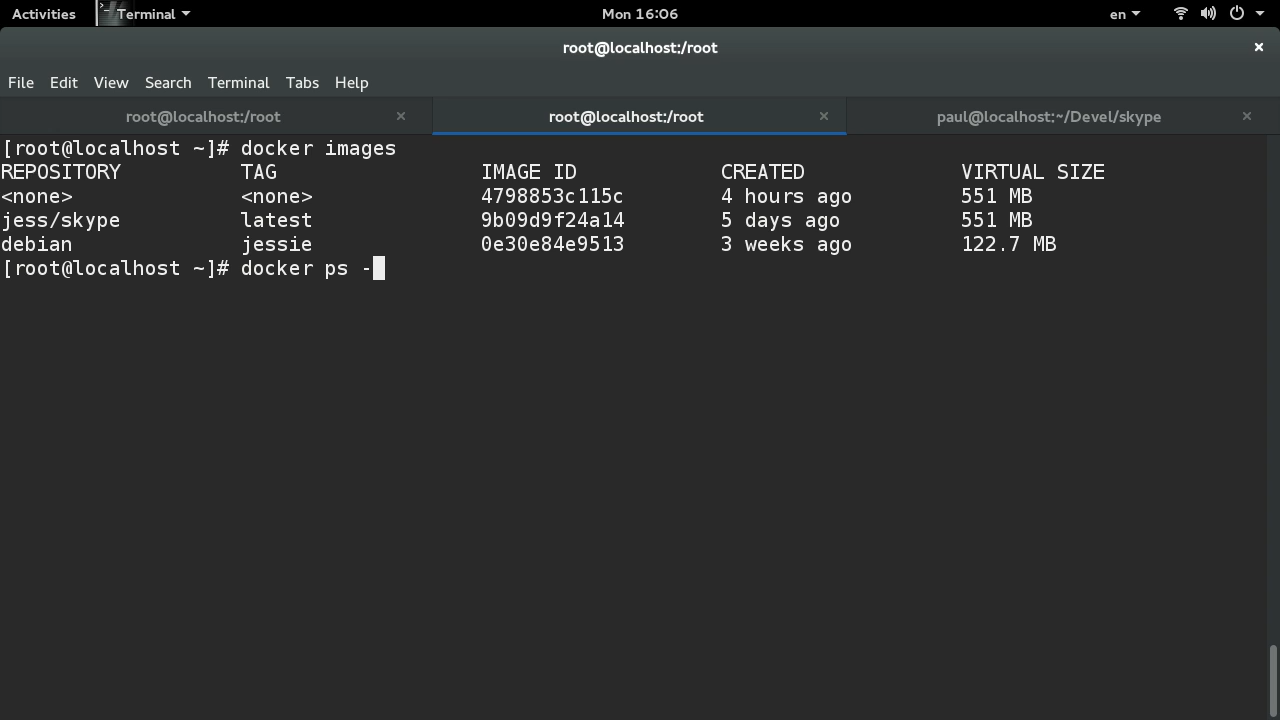 Activities Terminal Mon 16:06 en
root@localhost:/root ×
File Edit View Search Terminal Tabs Help
root@localhost:/root × root@localhost:/root × paul@localhost:~/Devel/skype ×
[root@localhost ~]# docker images
REPOSITORY TAG IMAGE ID CREATED VIRTUAL SIZE
<none> <none> 4798853c115c 4 hours ago 551 MB
jess/skype latest 9b09d9f24a14 5 days ago 551 MB
debian jessie 0e30e84e9513 3 weeks ago 122.7 MB
[root@localhost ~]# docker ps -